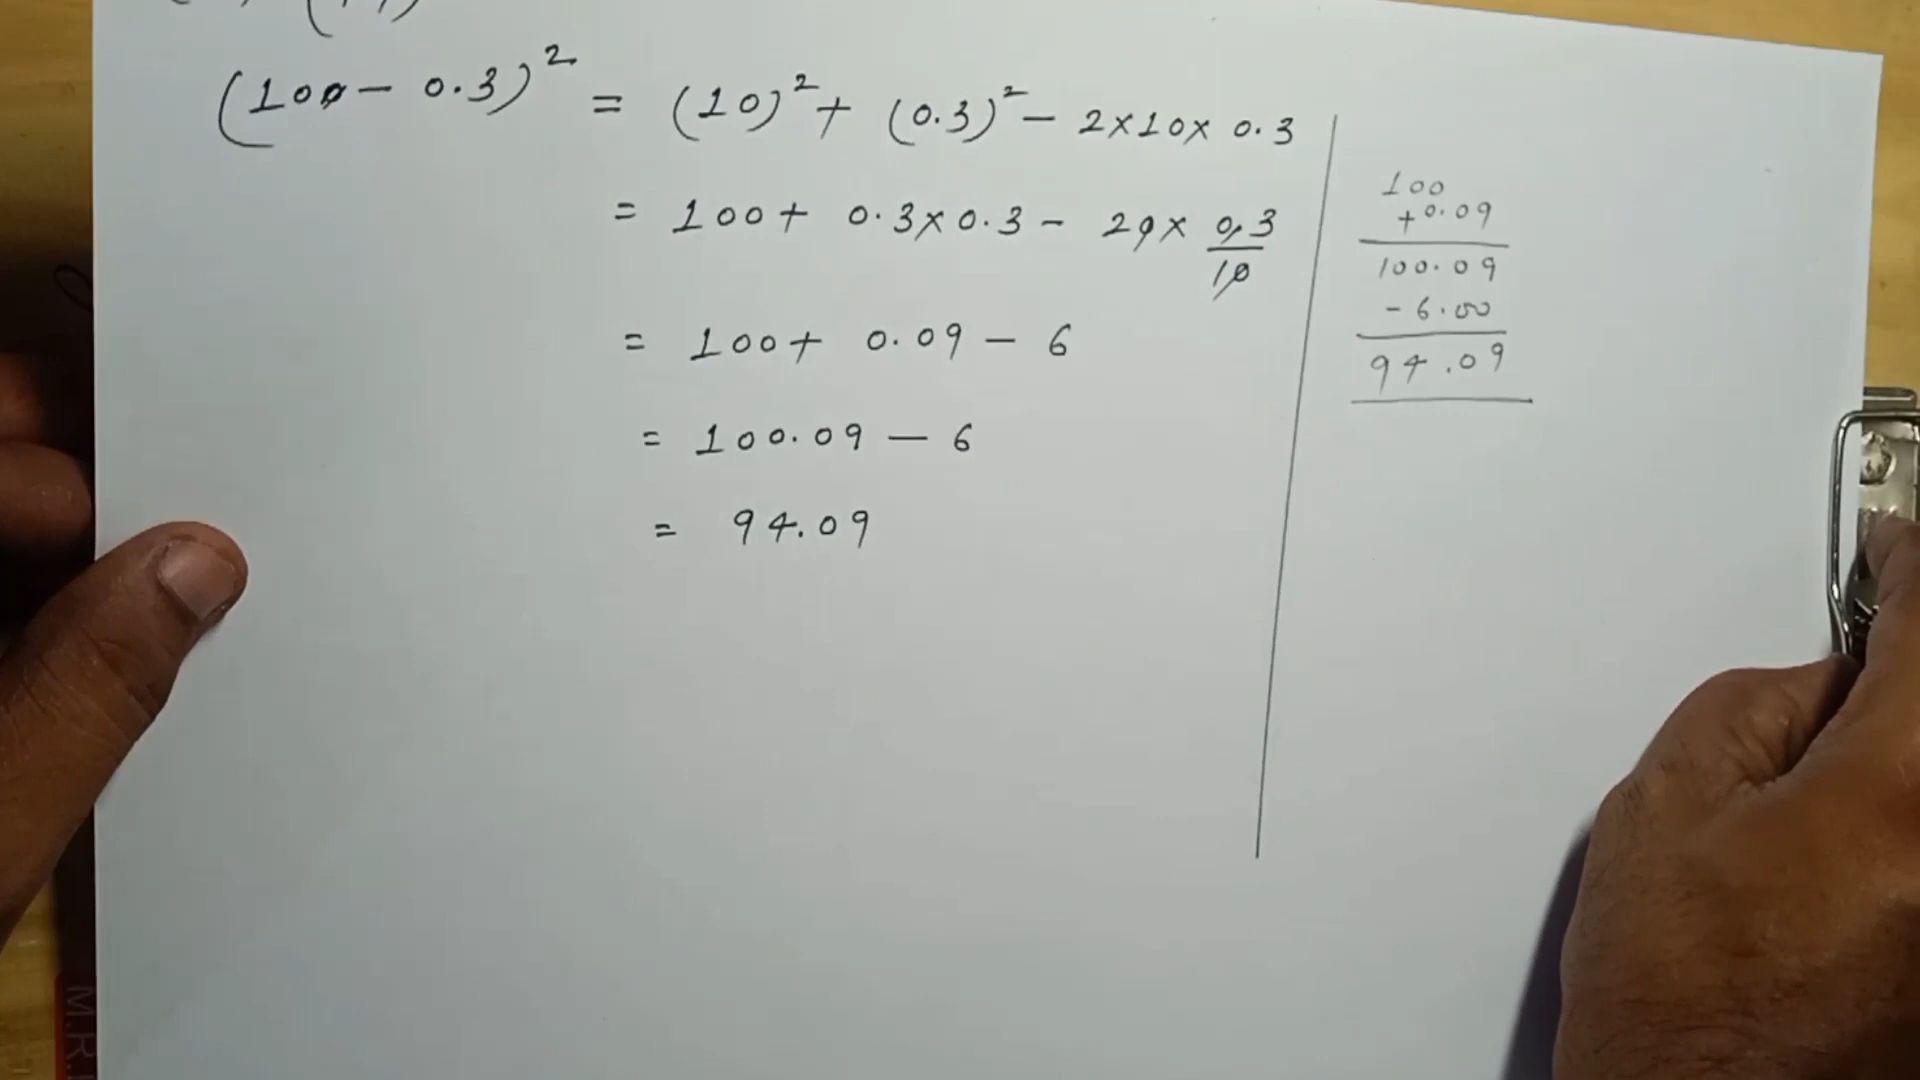 (100 - 0.3)² = (10)² + (0.3)² - 2×10× 0.3
= 100 + 0.3×0.3 - 20 × 0.3/10
= 100 + 0.09 - 6
= 100.09 - 6
= 94.09
100
+0.09
100.09
- 6.00
94.09
M.R.